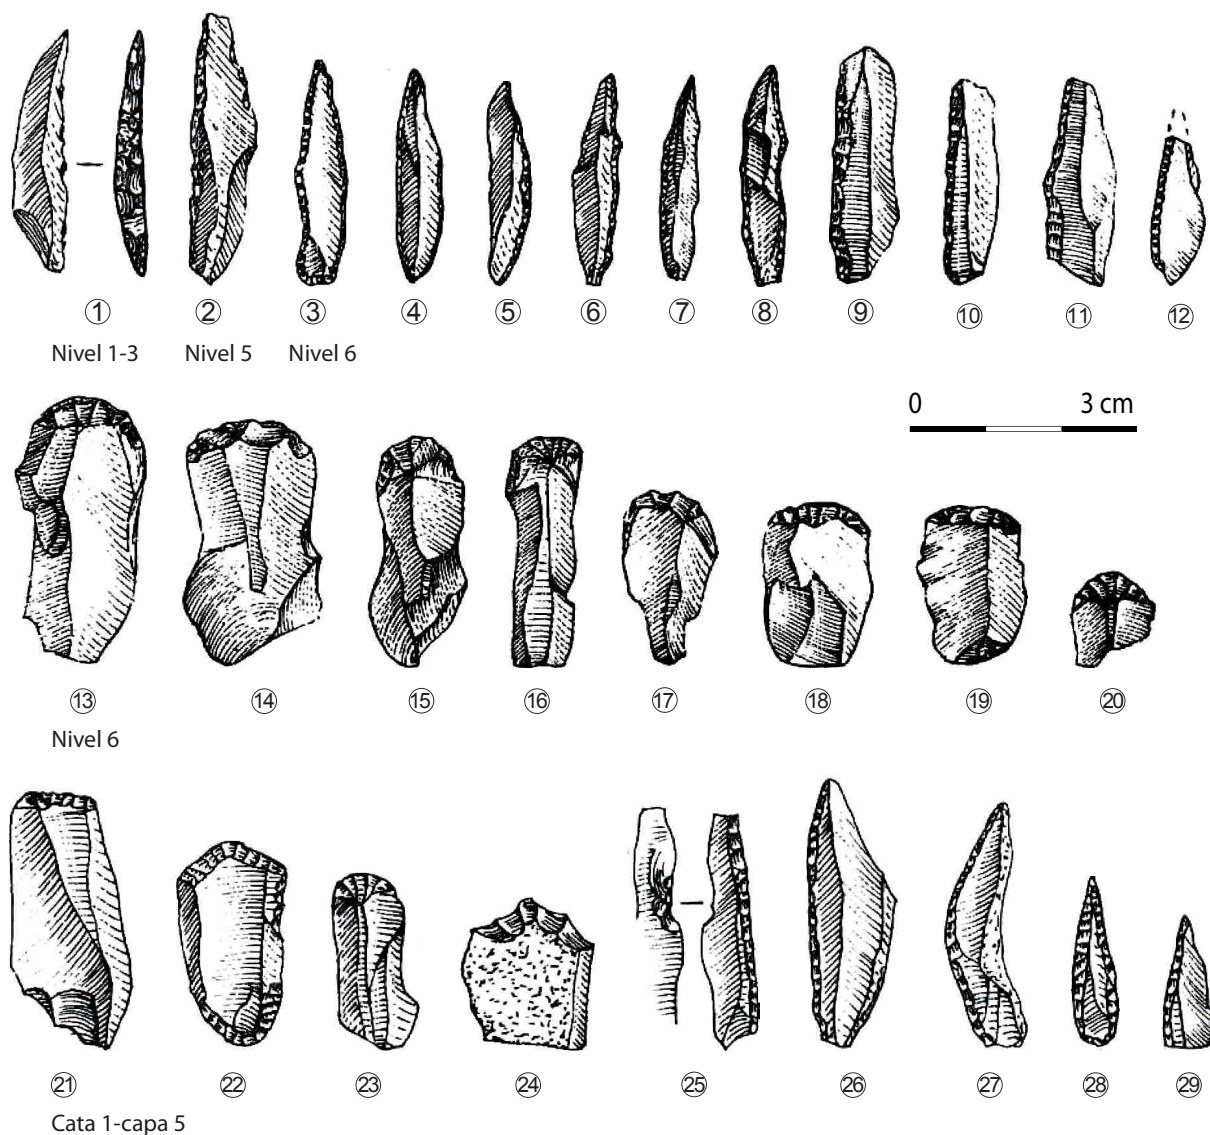 ① ② ③ ④ ⑤ ⑥ ⑦ ⑧ ⑨ ⑩ ⑪ ⑫
Nivel 1-3 Nivel 5 Nivel 6
0 3 cm
⑬ ⑭ ⑮ ⑯ ⑰ ⑱ ⑲ ⑳
Nivel 6
㉑ ㉒ ㉓ ㉔ ㉕ ㉖ ㉗ ㉘ ㉙
Cata 1-capa 5